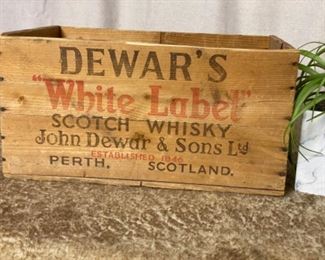 DEWAR'S
"White Label"
SCOTCH WHISKY
John Dewar & Sons Ld
ESTABLISHED 1846
PERTH. SCOTLAND.